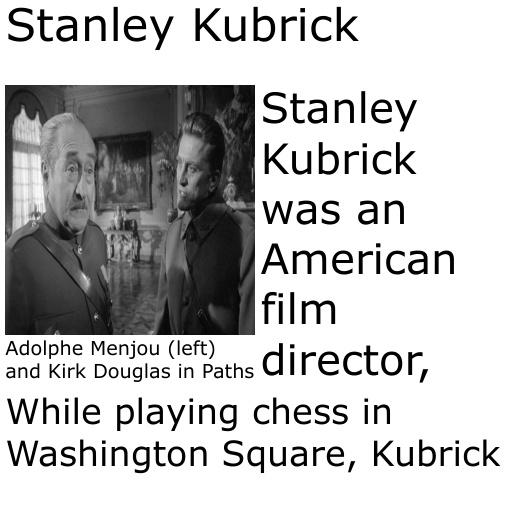 Stanley Kubrick
Stanley
Kubrick
was an
American
film
director,
Adolphe Menjou (left)
and Kirk Douglas in Paths
While playing chess in
Washington Square, Kubrick